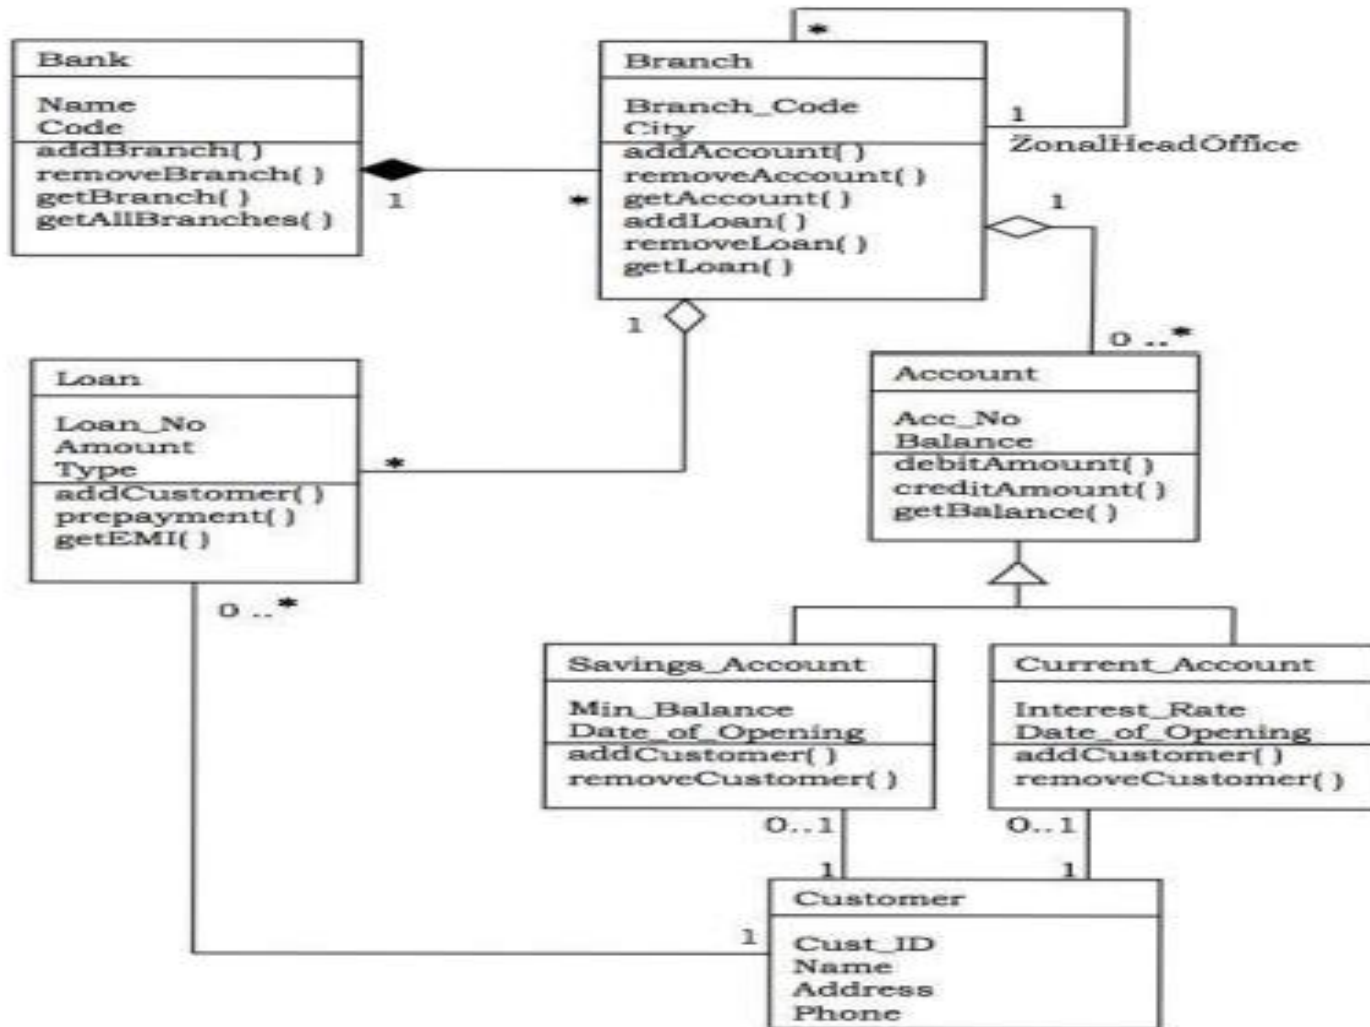 Bank
Name
Code
addBranch()
removeBranch()
getBranch()
getAllBranches()
1
*
Branch
Branch_Code
City
addAccount()
removeAccount()
getAccount()
addLoan()
removeLoan()
getLoan()
*
1
ZonalHeadOffice
1
0..*
1
*
Loan
Loan_No
Amount
Type
addCustomer()
prepayment()
getEMI()
0..*
Account
Acc_No
Balance
debitAmount()
creditAmount()
getBalance()
Savings_Account
Min_Balance
Date_of_Opening
addCustomer()
removeCustomer()
0..1
1
Current_Account
Interest_Rate
Date_of_Opening
addCustomer()
removeCustomer()
0..1
1
1
Customer
Cust_ID
Name
Address
Phone